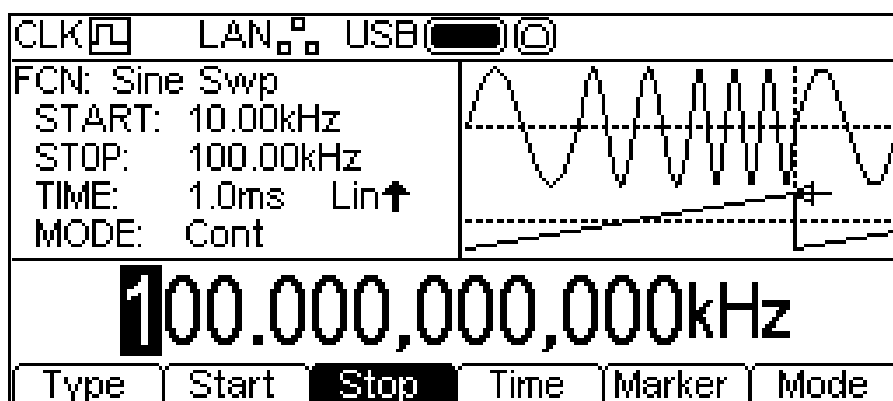 CLK LAN USB
FCN: Sine Swp
START: 10.00kHz
STOP: 100.00kHz
TIME: 1.0ms Lin↑
MODE: Cont
100.000,000,000kHz
Type Start Stop Time Marker Mode